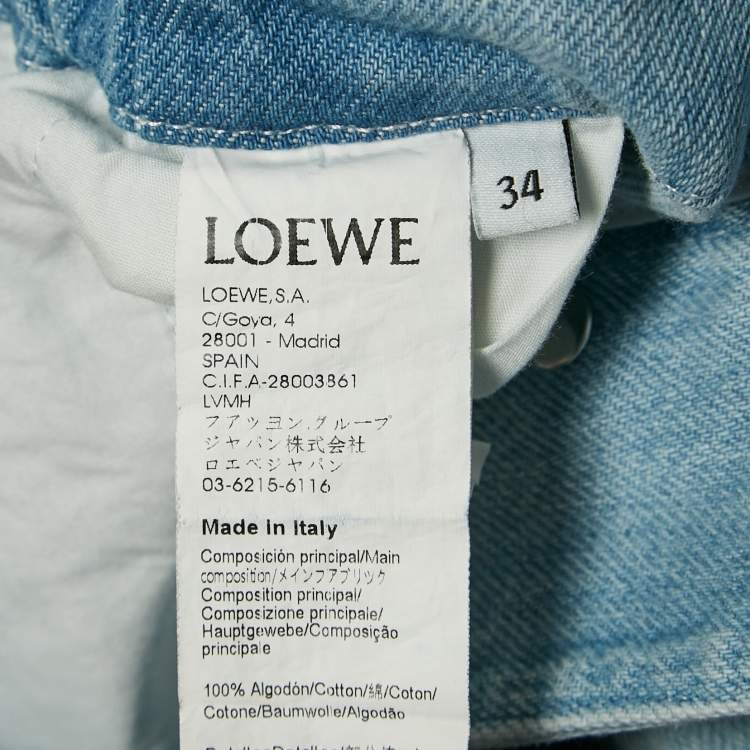 34
LOEWE
LOEWE,S.A.
C/Goya, 4
28001 - Madrid
SPAIN
C.I.F.A-28003861
LVMH
フアッヨン.グループ
ジャパン株式会社
ロエベジャパン
03-6215-6116
Made in Italy
Composición principal/Main
composition/メインフアブリック
Composition principal/
Composizione principale/
Hauptgewebe/Composição
principale
100% Algodón/Cotton/綿/Coton/
Cotone/Baumwolle/Algodão